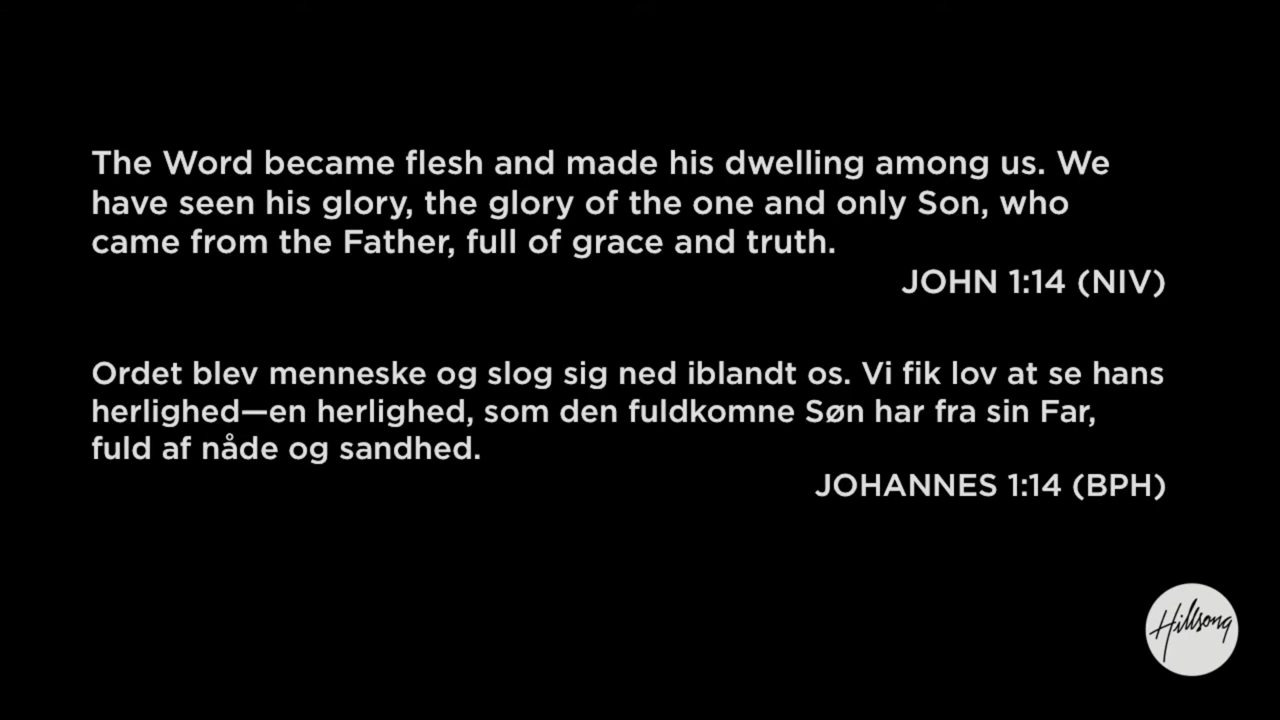 The Word became flesh and made his dwelling among us. We
have seen his glory, the glory of the one and only Son, who
came from the Father, full of grace and truth.
JOHN 1:14 (NIV)
Ordet blev menneske og slog sig ned iblandt os. Vi fik lov at se hans
herlighed—en herlighed, som den fuldkomne Søn har fra sin Far,
fuld af nåde og sandhed.
JOHANNES 1:14 (BPH)
Hillsong